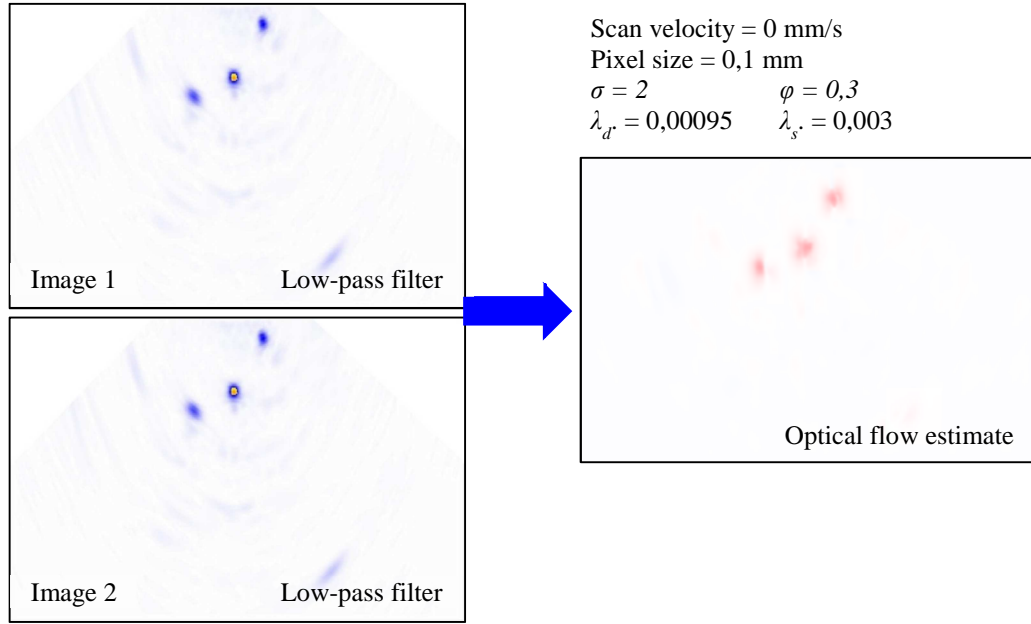 Image 1 Low-pass filter
Image 2 Low-pass filter
Scan velocity = 0 mm/s
Pixel size = 0,1 mm
σ = 2 φ = 0,3
λd. = 0,00095 λs. = 0,003
Optical flow estimate